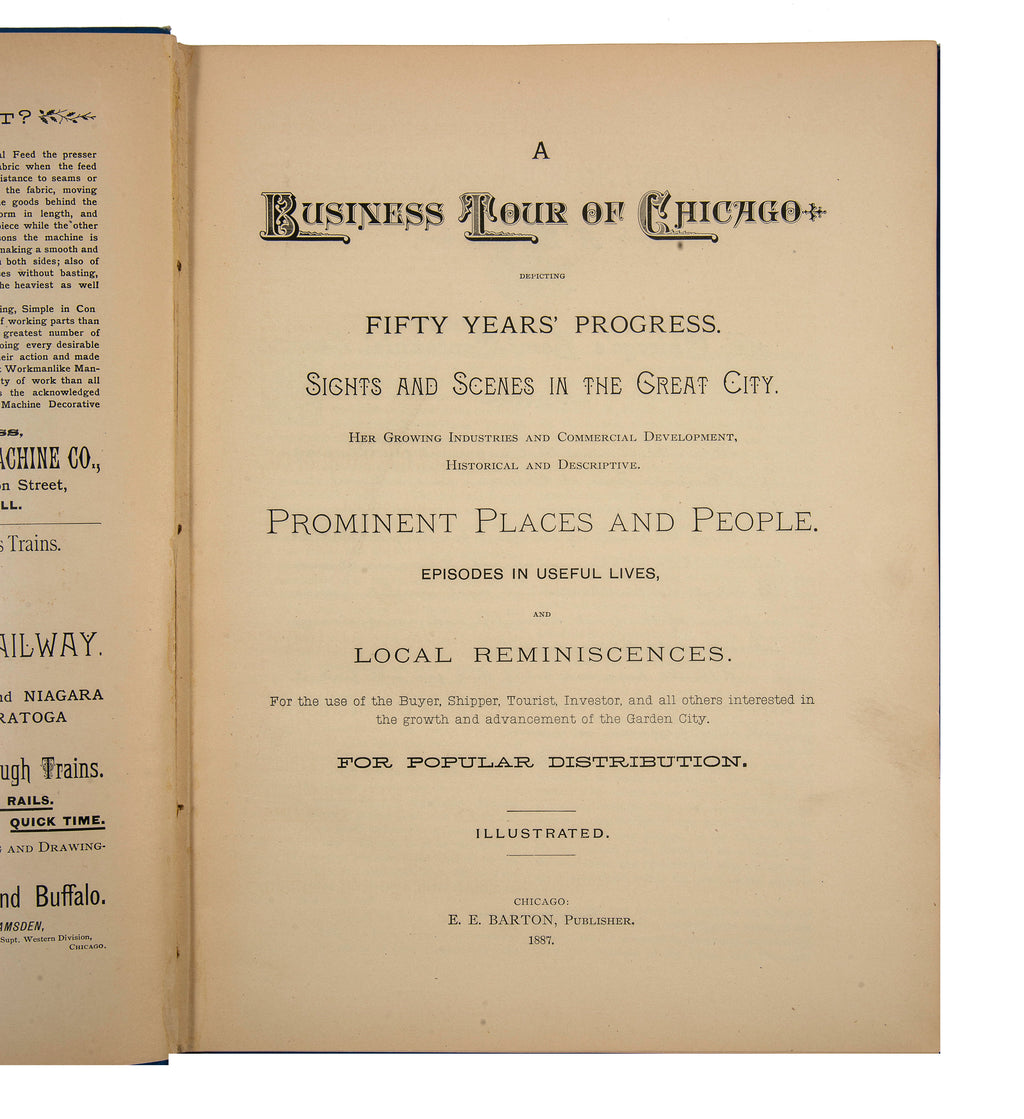 T?
al Feed the presser
abric when the feed
istance to seams or
the fabric, moving
e goods behind the
orm in length, and
piece while the other
sons the machine is
making a smooth and
both sides; also of
es without basting,
he heaviest as well
ing, Simple in Con
f working parts than
greatest number of
oing every desirable
eir action and made
t Workmanlike Man-
ty of work than all
s the acknowledged
Machine Decorative
ss,
ACHINE CO.,
n Street,
LL.
s Trains.
AILWAY.
nd NIAGARA
RATOGA
ugh Trains.
RAILS.
QUICK TIME.
G AND DRAWING-
nd Buffalo.
AMSDEN,
Supt. Western Division,
CHICAGO.
A
BUSINESS TOUR OF CHICAGO
DEPICTING
FIFTY YEARS' PROGRESS.
SIGHTS AND SCENES IN THE GREAT CITY.
HER GROWING INDUSTRIES AND COMMERCIAL DEVELOPMENT,
HISTORICAL AND DESCRIPTIVE.
PROMINENT PLACES AND PEOPLE.
EPISODES IN USEFUL LIVES,
AND
LOCAL REMINISCENCES.
For the use of the Buyer, Shipper, Tourist, Investor, and all others interested in
the growth and advancement of the Garden City.
FOR POPULAR DISTRIBUTION.
ILLUSTRATED.
CHICAGO:
E. E. BARTON, PUBLISHER.
1887.